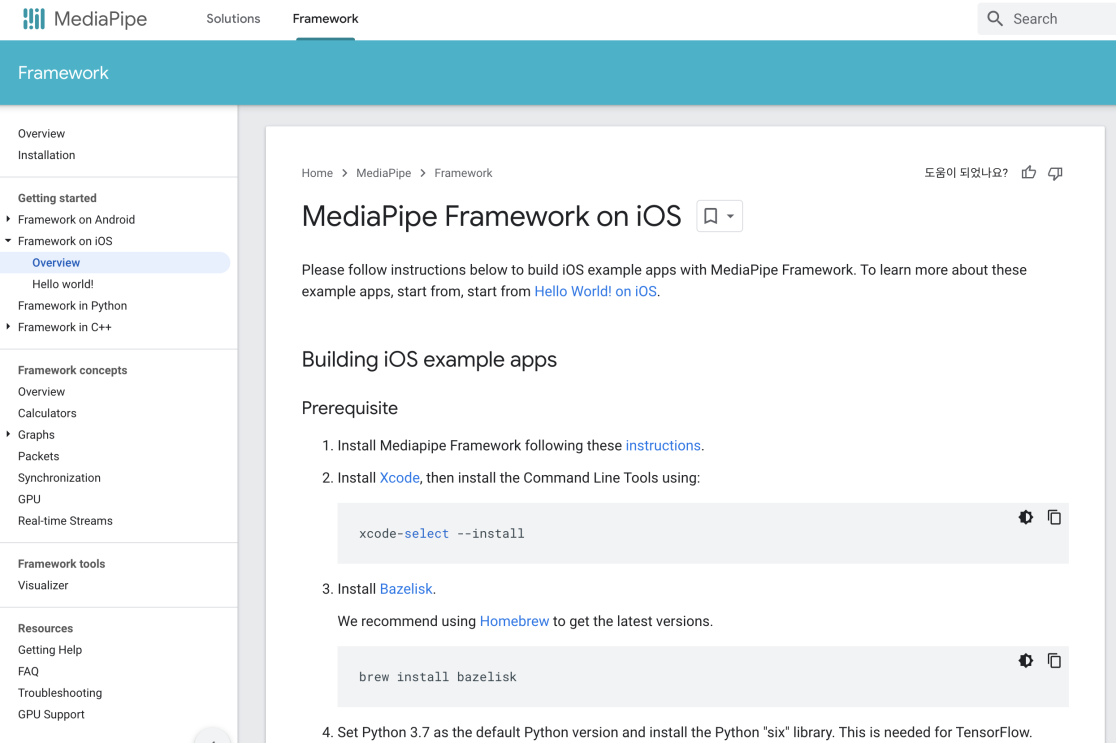 MediaPipe
Solutions
Framework
Search
Framework
Overview
Installation
Getting started
Framework on Android
Framework on iOS
Overview
Hello world!
Framework in Python
Framework in C++
Framework concepts
Overview
Calculators
Graphs
Packets
Synchronization
GPU
Real-time Streams
Framework tools
Visualizer
Resources
Getting Help
FAQ
Troubleshooting
GPU Support
Home > MediaPipe > Framework
도움이 되었나요?
MediaPipe Framework on iOS
Please follow instructions below to build iOS example apps with MediaPipe Framework. To learn more about these
example apps, start from, start from Hello World! on iOS.
Building iOS example apps
Prerequisite
1. Install Mediapipe Framework following these instructions.
2. Install Xcode, then install the Command Line Tools using:
xcode-select --install
3. Install Bazelisk.
We recommend using Homebrew to get the latest versions.
brew install bazelisk
4. Set Python 3.7 as the default Python version and install the Python "six" library. This is needed for TensorFlow.